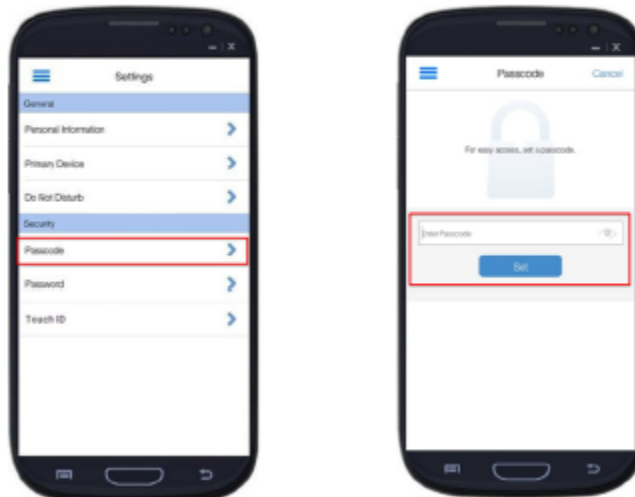 Settings
General
Personal Information
Primary Device
Do Not Disturb
Security
Passcode
Password
Touch ID
Passcode
Cancel
For easy access, set a passcode.
Enter Passcode
Set